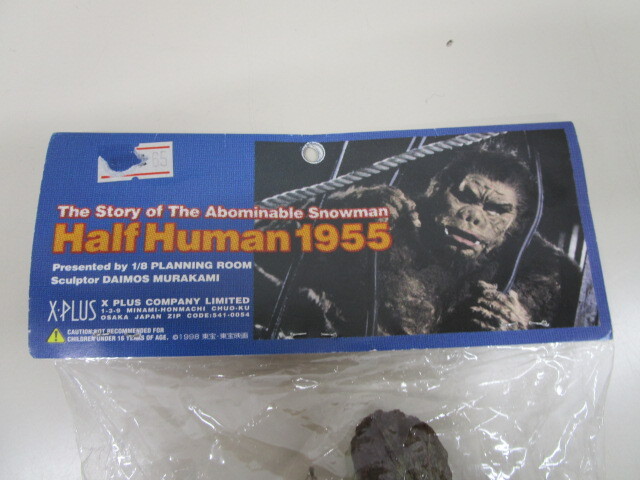 65
The Story of The Abominable Snowman
Half Human 1955
Presented by 1/8 PLANNING ROOM
Sculptor DAIMOS MURAKAMI
X-PLUS X PLUS COMPANY LIMITED
1-3-9 MINAMI-HONMACHI CHUO-KU
OSAKA JAPAN ZIP CODE:541-0054
CAUTION:NOT RECOMMENDED FOR
CHILDREN UNDER 10 YEARS OF AGE. ©1998 東宝・東宝映画